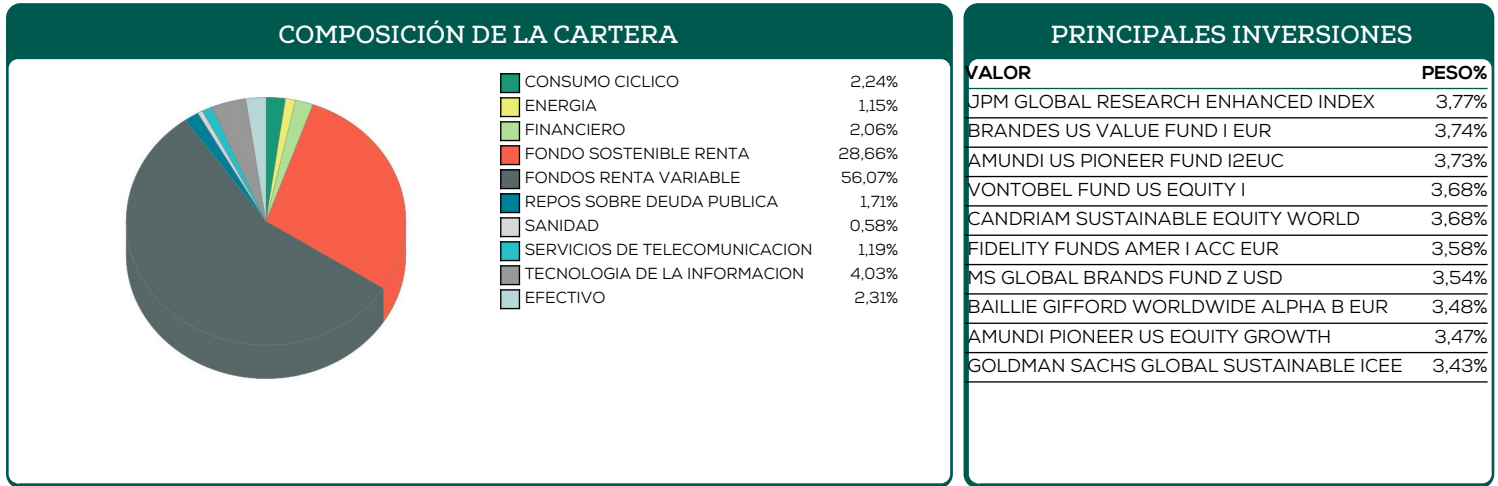 COMPOSICIÓN DE LA CARTERA
CONSUMO CICLICO 2,24%
ENERGIA 1,15%
FINANCIERO 2,06%
FONDO SOSTENIBLE RENTA 28,66%
FONDOS RENTA VARIABLE 56,07%
REPOS SOBRE DEUDA PUBLICA 1,71%
SANIDAD 0,58%
SERVICIOS DE TELECOMUNICACION 1,19%
TECNOLOGIA DE LA INFORMACION 4,03%
EFECTIVO 2,31%
PRINCIPALES INVERSIONES
VALOR PESO%
JPM GLOBAL RESEARCH ENHANCED INDEX 3,77%
BRANDES US VALUE FUND I EUR 3,74%
AMUNDI US PIONEER FUND I2EUC 3,73%
VONTOBEL FUND US EQUITY I 3,68%
CANDRIAM SUSTAINABLE EQUITY WORLD 3,68%
FIDELITY FUNDS AMER I ACC EUR 3,58%
MS GLOBAL BRANDS FUND Z USD 3,54%
BAILLIE GIFFORD WORLDWIDE ALPHA B EUR 3,48%
AMUNDI PIONEER US EQUITY GROWTH 3,47%
GOLDMAN SACHS GLOBAL SUSTAINABLE ICEE 3,43%